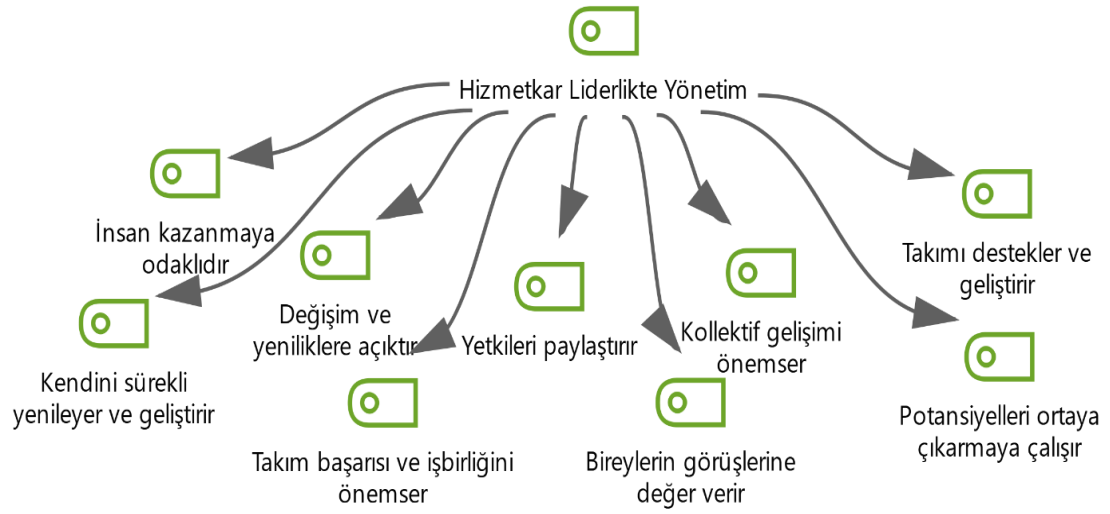 Hizmetkar Liderlikte Yönetim
İnsan kazanmaya
odaklıdır
Kendini sürekli
yenileyer ve geliştirir
Değişim ve
yeniliklere açıktır
Takım başarısı ve işbirliğini
önemser
Yetkileri paylaştırır
Bireylerin görüşlerine
değer verir
Kollektif gelişimi
önemser
Takımı destekler ve
geliştirir
Potansiyelleri ortaya
çıkarmaya çalışır